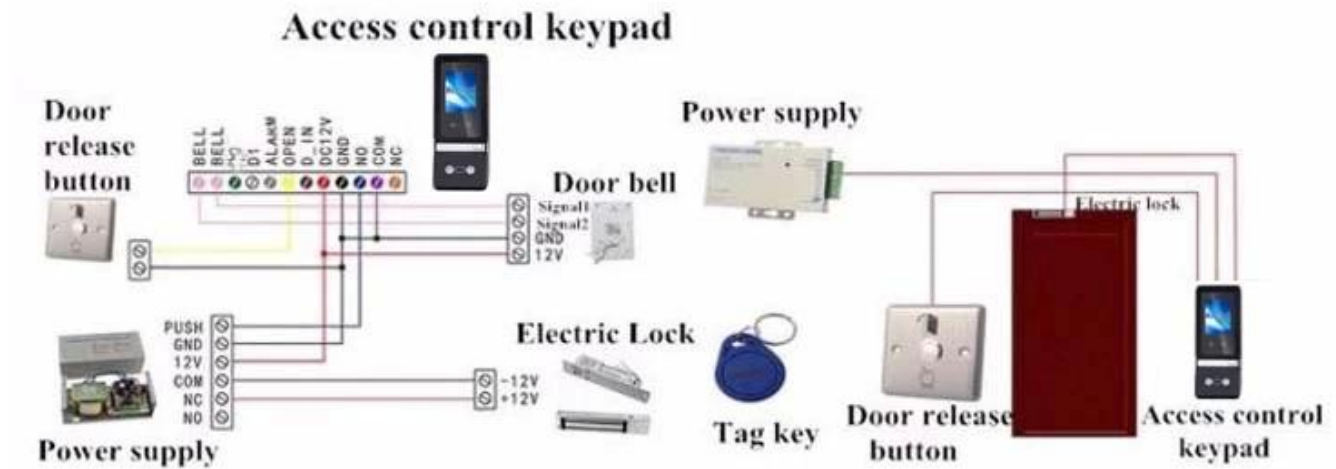 Access control keypad
Door
release
button
BELL
BELL
D1
ALARM
OPEN
D_IN
DC12V
GND
NO
COM
NC
Door bell
Signal1
Signal2
GND
12V
PUSH
GND
12V
COM
NC
NO
Power supply
Electric Lock
-12V
+12V
Tag key
Power supply
Electric lock
Door release
button
Access control
keypad